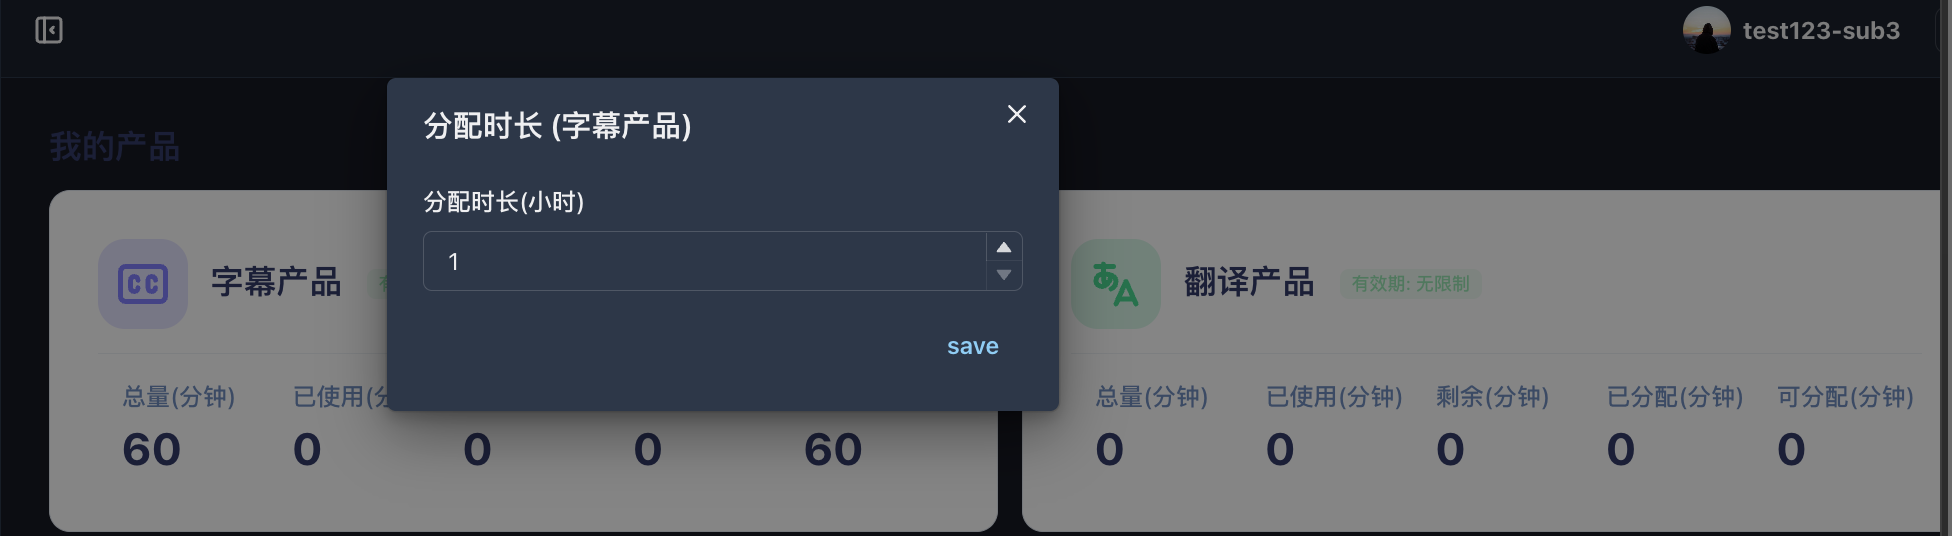 test123-sub3
分配时长 (字幕产品)
我的产品
分配时长(小时)
1
CC 字幕产品
あA 翻译产品 有效期: 无限制
save
总量(分钟) 已使用(
60 0 0 0 60
总量(分钟) 已使用(分钟) 剩余(分钟) 已分配(分钟) 可分配(分钟)
0 0 0 0 0